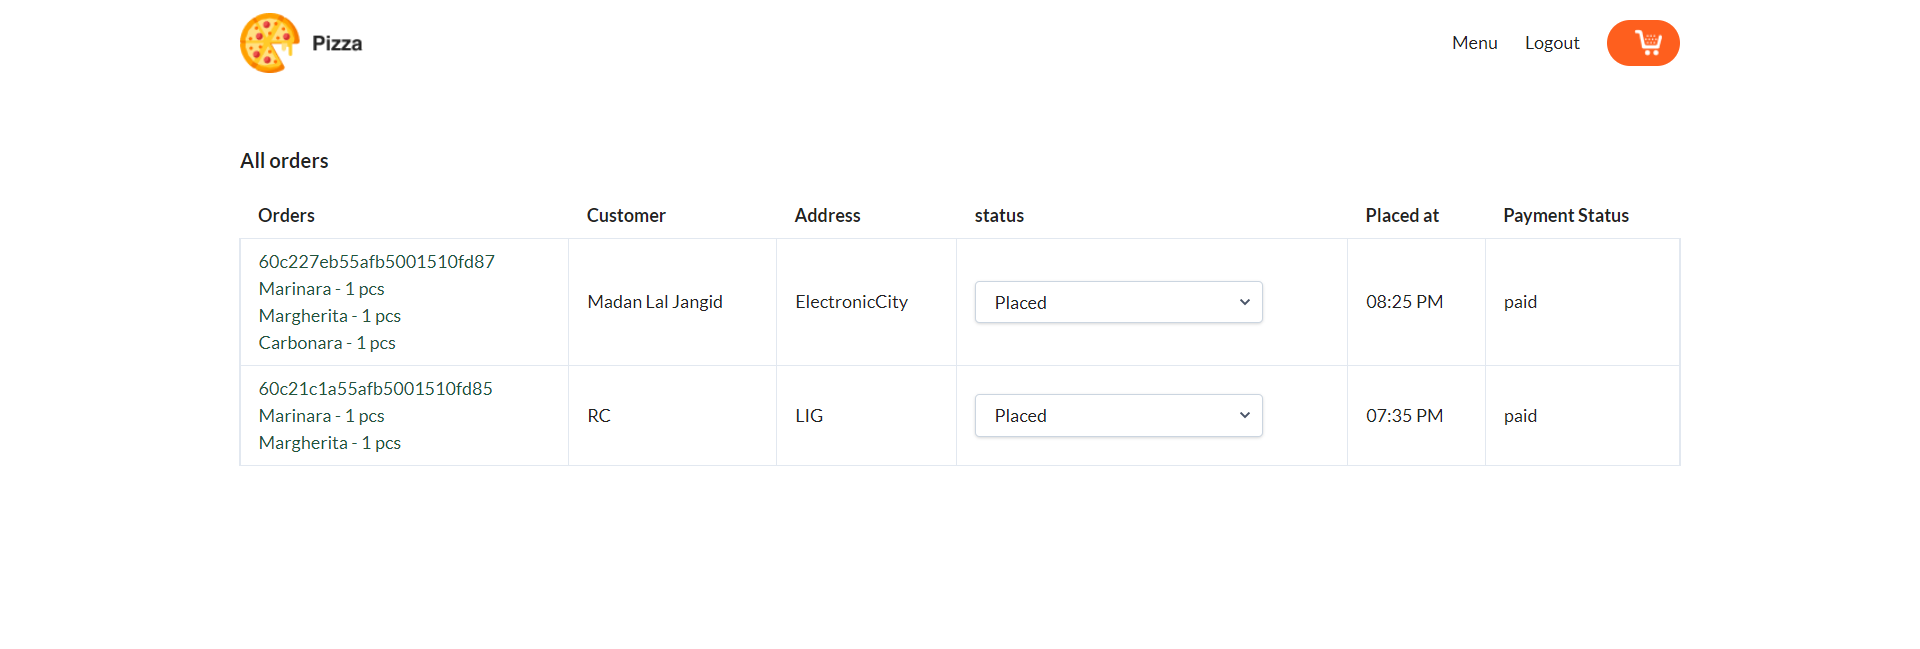 Pizza
Menu Logout
All orders
Orders Customer Address status Placed at Payment Status
60c227eb55afb5001510fd87
Marinara - 1 pcs
Margherita - 1 pcs
Carbonara - 1 pcs
Madan Lal Jangid
ElectronicCity
Placed
08:25 PM
paid
60c21c1a55afb5001510fd85
Marinara - 1 pcs
Margherita - 1 pcs
RC
LIG
Placed
07:35 PM
paid